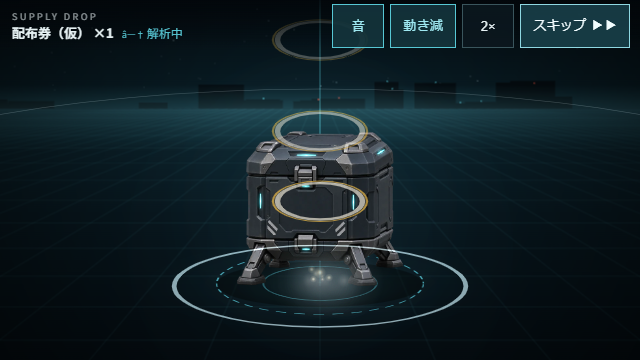 SUPPLY DROP
配布券（仮） ×1 â—† 解析中
音
動き減
2×
スキップ ▶▶